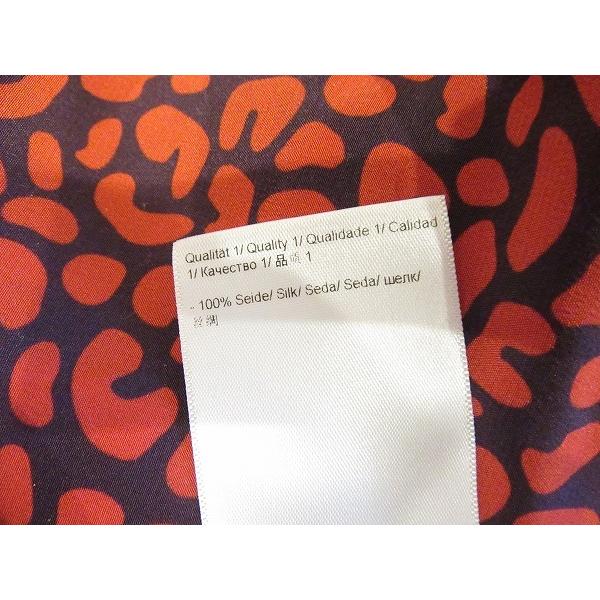 Qualität 1/ Quality 1/ Qualidade 1/ Calidad
1/ Качество 1/ 品質 1
- 100% Seide/ Silk/ Seda/ Seda/ шелк/
丝绸